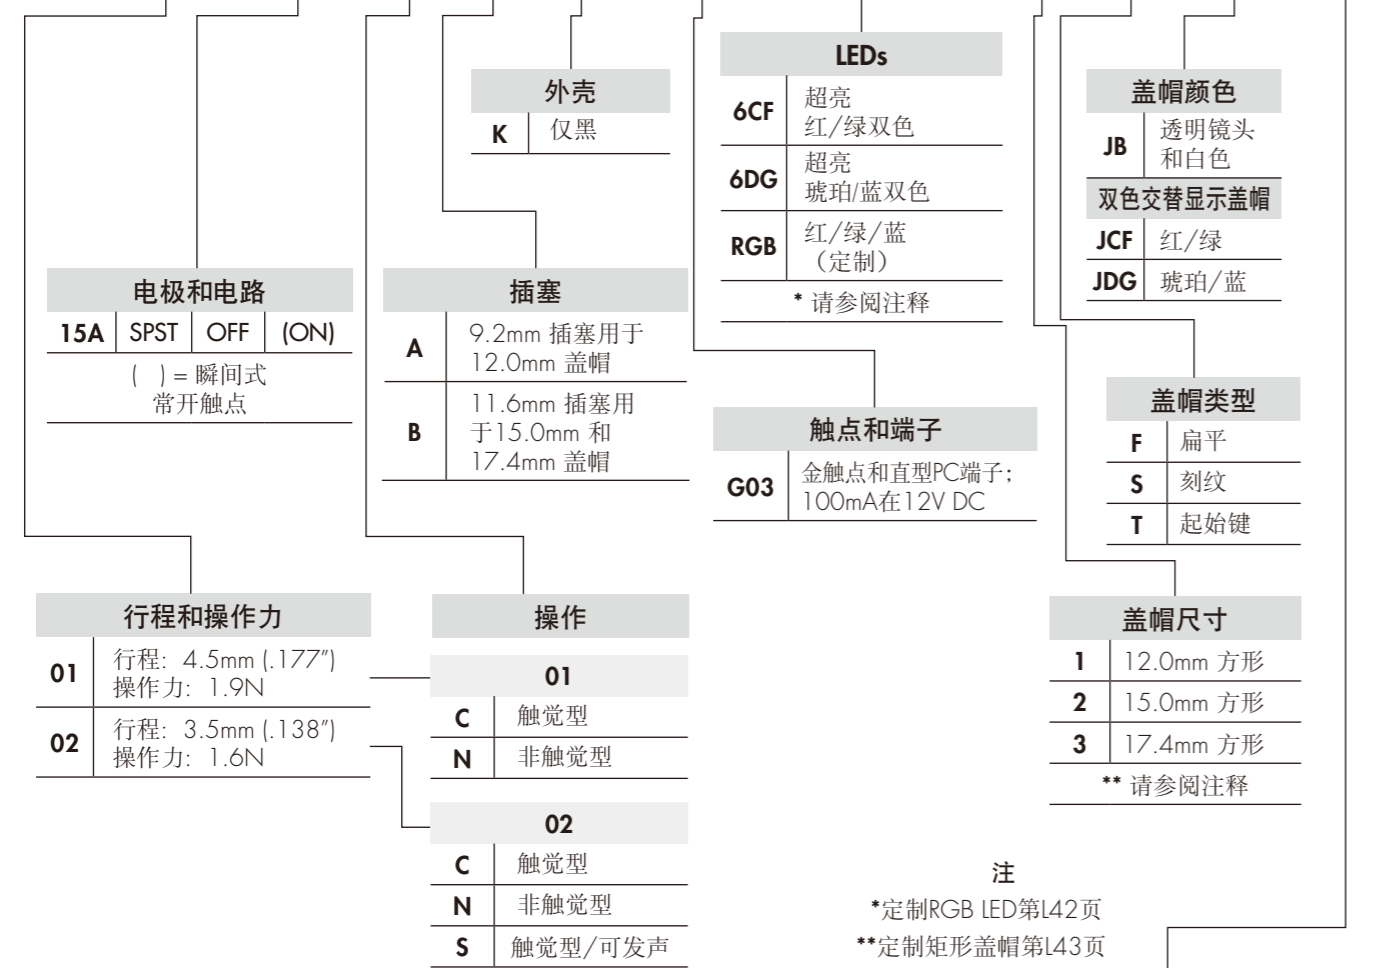 外壳
K 仅黑
LEDs
6CF 超亮
红/绿双色
6DG 超亮
琥珀/蓝双色
RGB 红/绿/蓝
（定制）
* 请参阅注释
盖帽颜色
JB 透明镜头
和白色
双色交替显示盖帽
JCF 红/绿
JDG 琥珀/蓝
电极和电路
15A SPST OFF (ON)
( ) = 瞬间式
常开触点
插塞
A 9.2mm 插塞用于
12.0mm 盖帽
B 11.6mm 插塞用
于15.0mm 和
17.4mm 盖帽
触点和端子
G03 金触点和直型PC端子；
100mA在12V DC
盖帽类型
F 扁平
S 刻纹
T 起始键
行程和操作力
01 行程: 4.5mm (.177")
操作力: 1.9N
02 行程: 3.5mm (.138")
操作力: 1.6N
操作
01
C 触觉型
N 非触觉型
02
C 触觉型
N 非触觉型
S 触觉型/可发声
盖帽尺寸
1 12.0mm 方形
2 15.0mm 方形
3 17.4mm 方形
** 请参阅注释
注
*定制RGB LED第L42页
**定制矩形盖帽第L43页